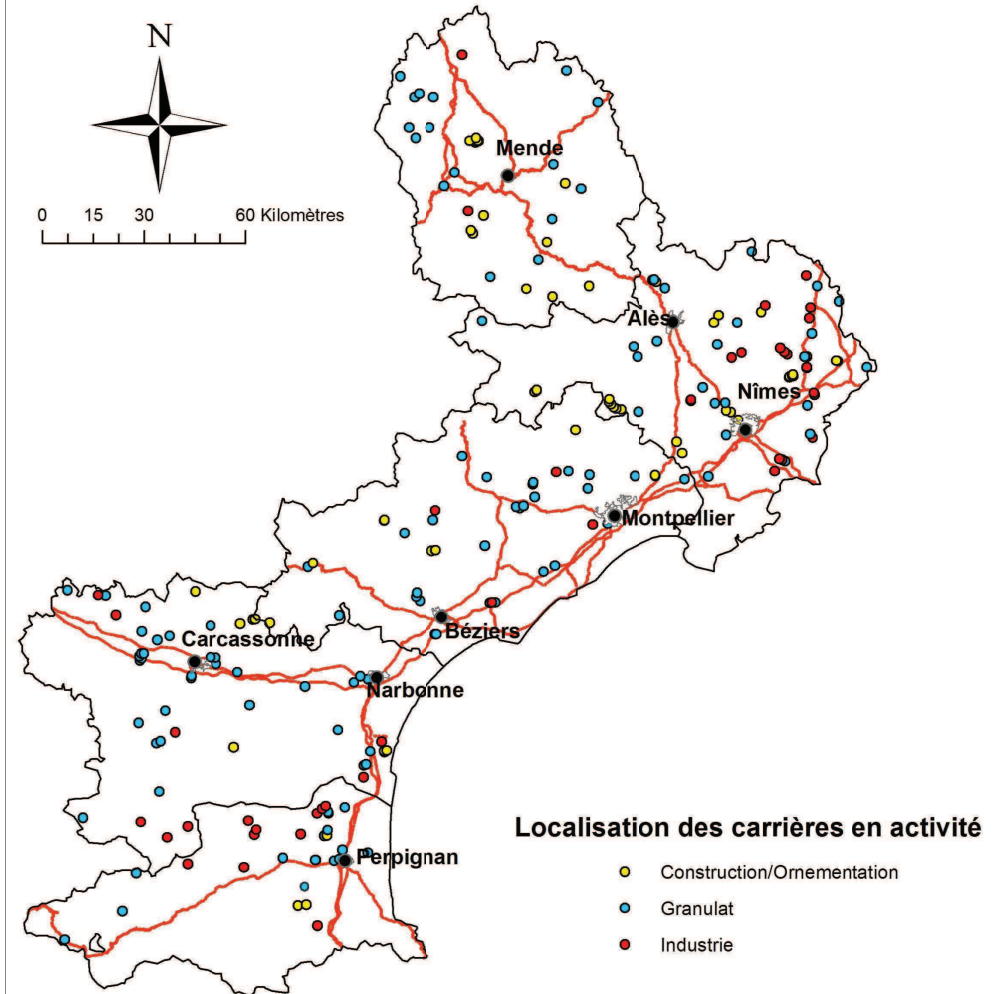 N
0 15 30 60 Kilomètres
Mende
Alès
Nîmes
Montpellier
Béziers
Carcassonne
Narbonne
Perpignan
Localisation des carrières en activité
Construction/Ornementation
Granulat
Industrie